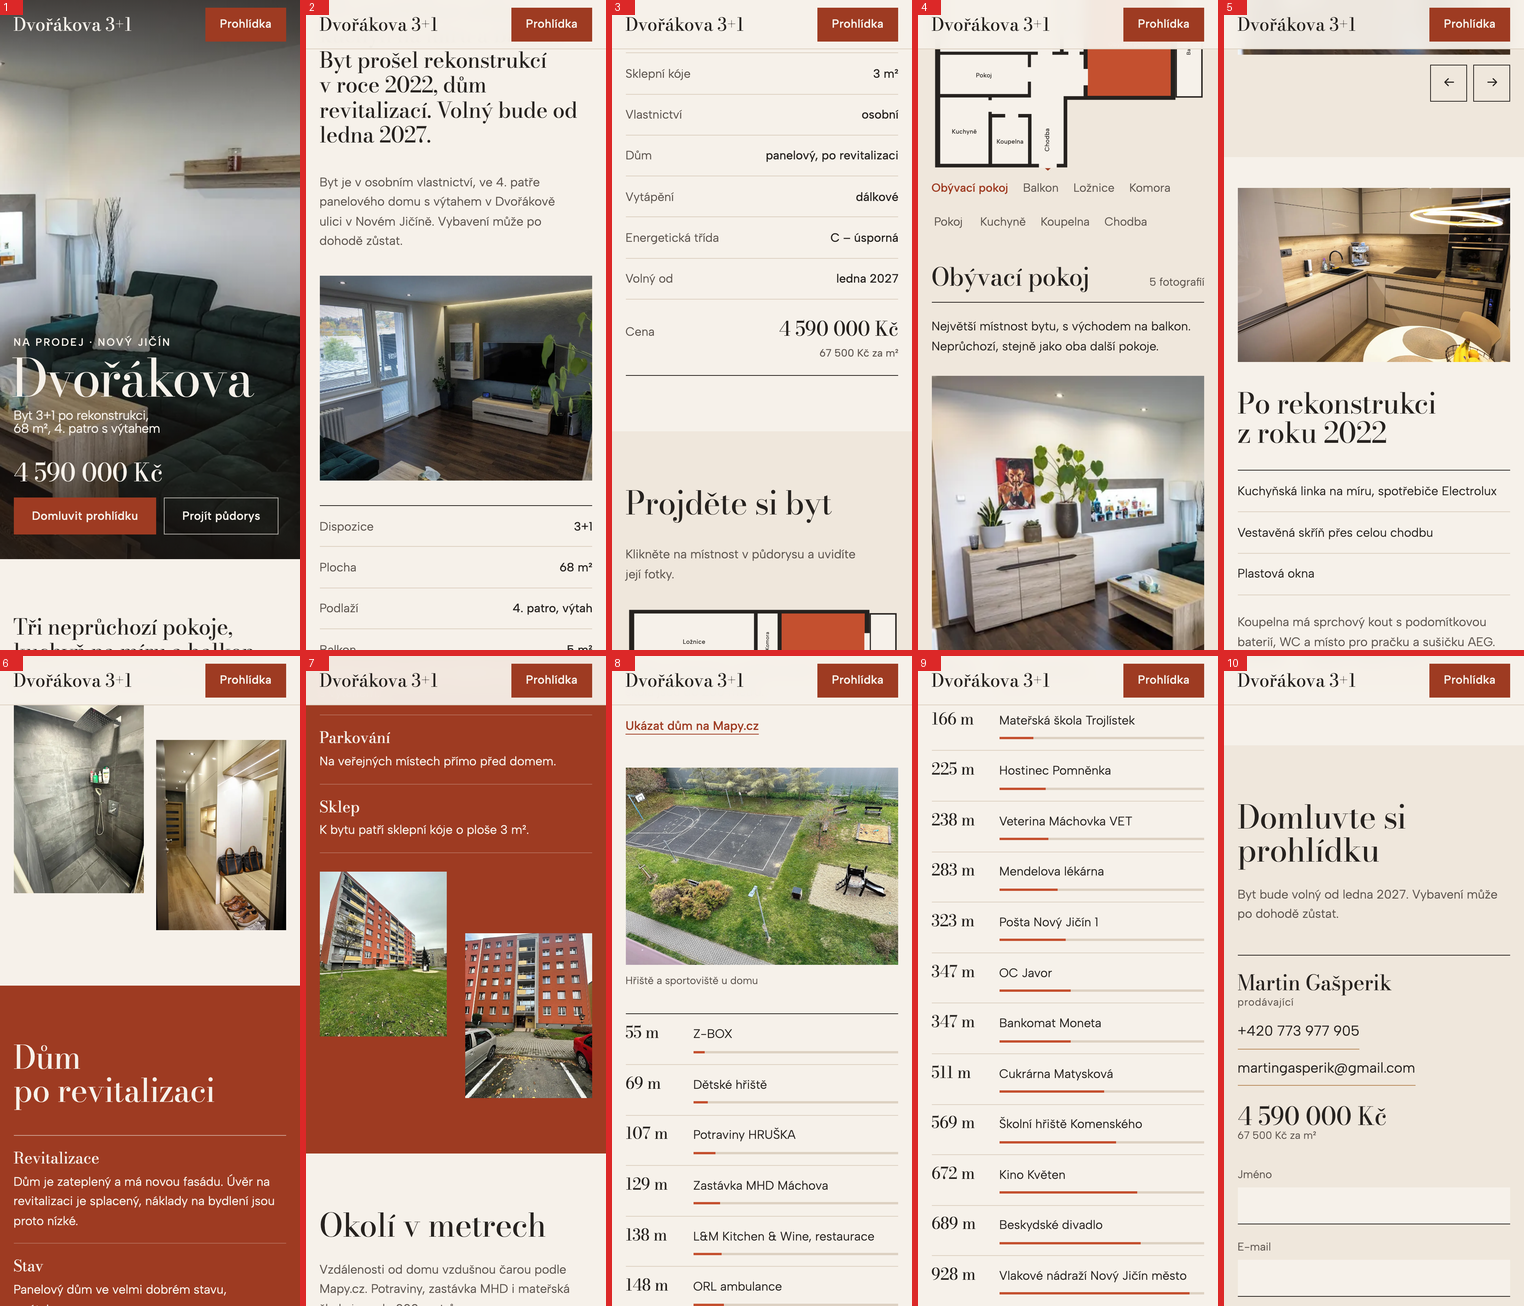 1
Dvořákova 3+1
Prohlídka
NA PRODEJ · NOVÝ JIČÍN
Dvořákova
Byt 3+1 po rekonstrukci,
68 m², 4. patro s výtahem
4 590 000 Kč
Domluvit prohlídku
Projít půdorys
Tři neprůchozí pokoje,
2
Dvořákova 3+1
Prohlídka
Byt prošel rekonstrukcí
v roce 2022, dům
revitalizací. Volný bude od
ledna 2027.
Byt je v osobním vlastnictví, ve 4. patře
panelového domu s výtahem v Dvořákově
ulici v Novém Jičíně. Vybavení může po
dohodě zůstat.
Dispozice 3+1
Plocha 68 m²
Podlaží 4. patro, výtah
Balkon 5 m²
3
Dvořákova 3+1
Prohlídka
Sklepní kóje 3 m²
Vlastnictví osobní
Dům panelový, po revitalizaci
Vytápění dálkové
Energetická třída C – úsporná
Volný od ledna 2027
Cena 4 590 000 Kč
67 500 Kč za m²
Projděte si byt
Klikněte na místnost v půdorysu a uvidíte
její fotky.
Ložnice
Komora
4
Dvořákova 3+1
Prohlídka
Pokoj
Kuchyně
Koupelna
Chodba
Obývací pokoj Balkon Ložnice Komora
Pokoj Kuchyně Koupelna Chodba
Obývací pokoj
5 fotografií
Největší místnost bytu, s východem na balkon.
Neprůchozí, stejně jako oba další pokoje.
5
Dvořákova 3+1
Prohlídka
← →
Po rekonstrukci
z roku 2022
Kuchyňská linka na míru, spotřebiče Electrolux
Vestavěná skříň přes celou chodbu
Plastová okna
Koupelna má sprchový kout s podomítkovou
baterií, WC a místo pro pračku a sušičku AEG.
6
Dvořákova 3+1
Prohlídka
Dům
po revitalizaci
Revitalizace
Dům je zateplený a má novou fasádu. Úvěr na
revitalizaci je splacený, náklady na bydlení jsou
proto nízké.
Stav
Panelový dům ve velmi dobrém stavu,
7
Dvořákova 3+1
Prohlídka
Parkování
Na veřejných místech přímo před domem.
Sklep
K bytu patří sklepní kóje o ploše 3 m².
Okolí v metrech
Vzdálenosti od domu vzdušnou čarou podle
Mapy.cz. Potraviny, zastávka MHD i mateřská
8
Dvořákova 3+1
Prohlídka
Ukázat dům na Mapy.cz
Hřiště a sportoviště u domu
55 m Z-BOX
69 m Dětské hřiště
107 m Potraviny HRUŠKA
129 m Zastávka MHD Máchova
138 m L&M Kitchen & Wine, restaurace
148 m ORL ambulance
9
Dvořákova 3+1
Prohlídka
166 m Mateřská škola Trojlístek
225 m Hostinec Pomněnka
238 m Veterina Máchovka VET
283 m Mendelova lékárna
323 m Pošta Nový Jičín 1
347 m OC Javor
347 m Bankomat Moneta
511 m Cukrárna Matysková
569 m Školní hřiště Komenského
672 m Kino Květen
689 m Beskydské divadlo
928 m Vlakové nádraží Nový Jičín město
10
Dvořákova 3+1
Prohlídka
Domluvte si
prohlídku
Byt bude volný od ledna 2027. Vybavení může
po dohodě zůstat.
Martin Gašperik
prodávající
+420 773 977 905
martingasperik@gmail.com
4 590 000 Kč
67 500 Kč za m²
Jméno
E-mail